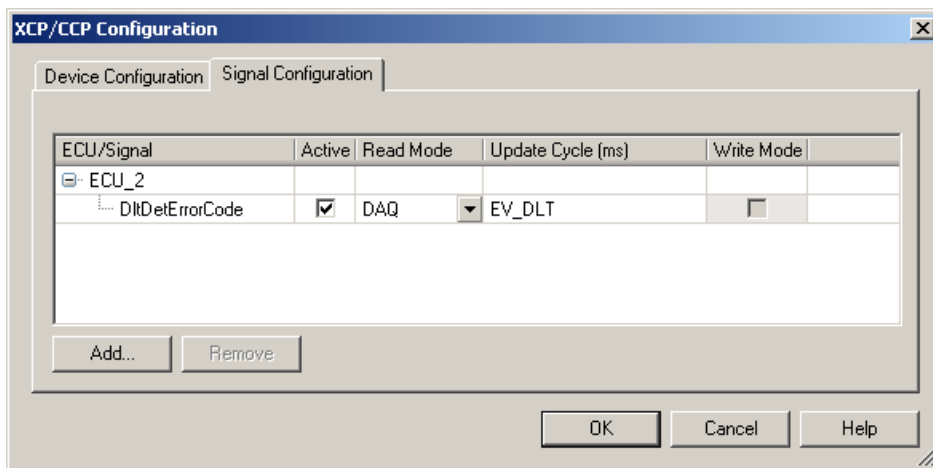 XCP/CCP Configuration
Device Configuration Signal Configuration
ECU/Signal Active Read Mode Update Cycle (ms) Write Mode
ECU_2
DltDetErrorCode DAQ EV_DLT
Add... Remove
OK Cancel Help